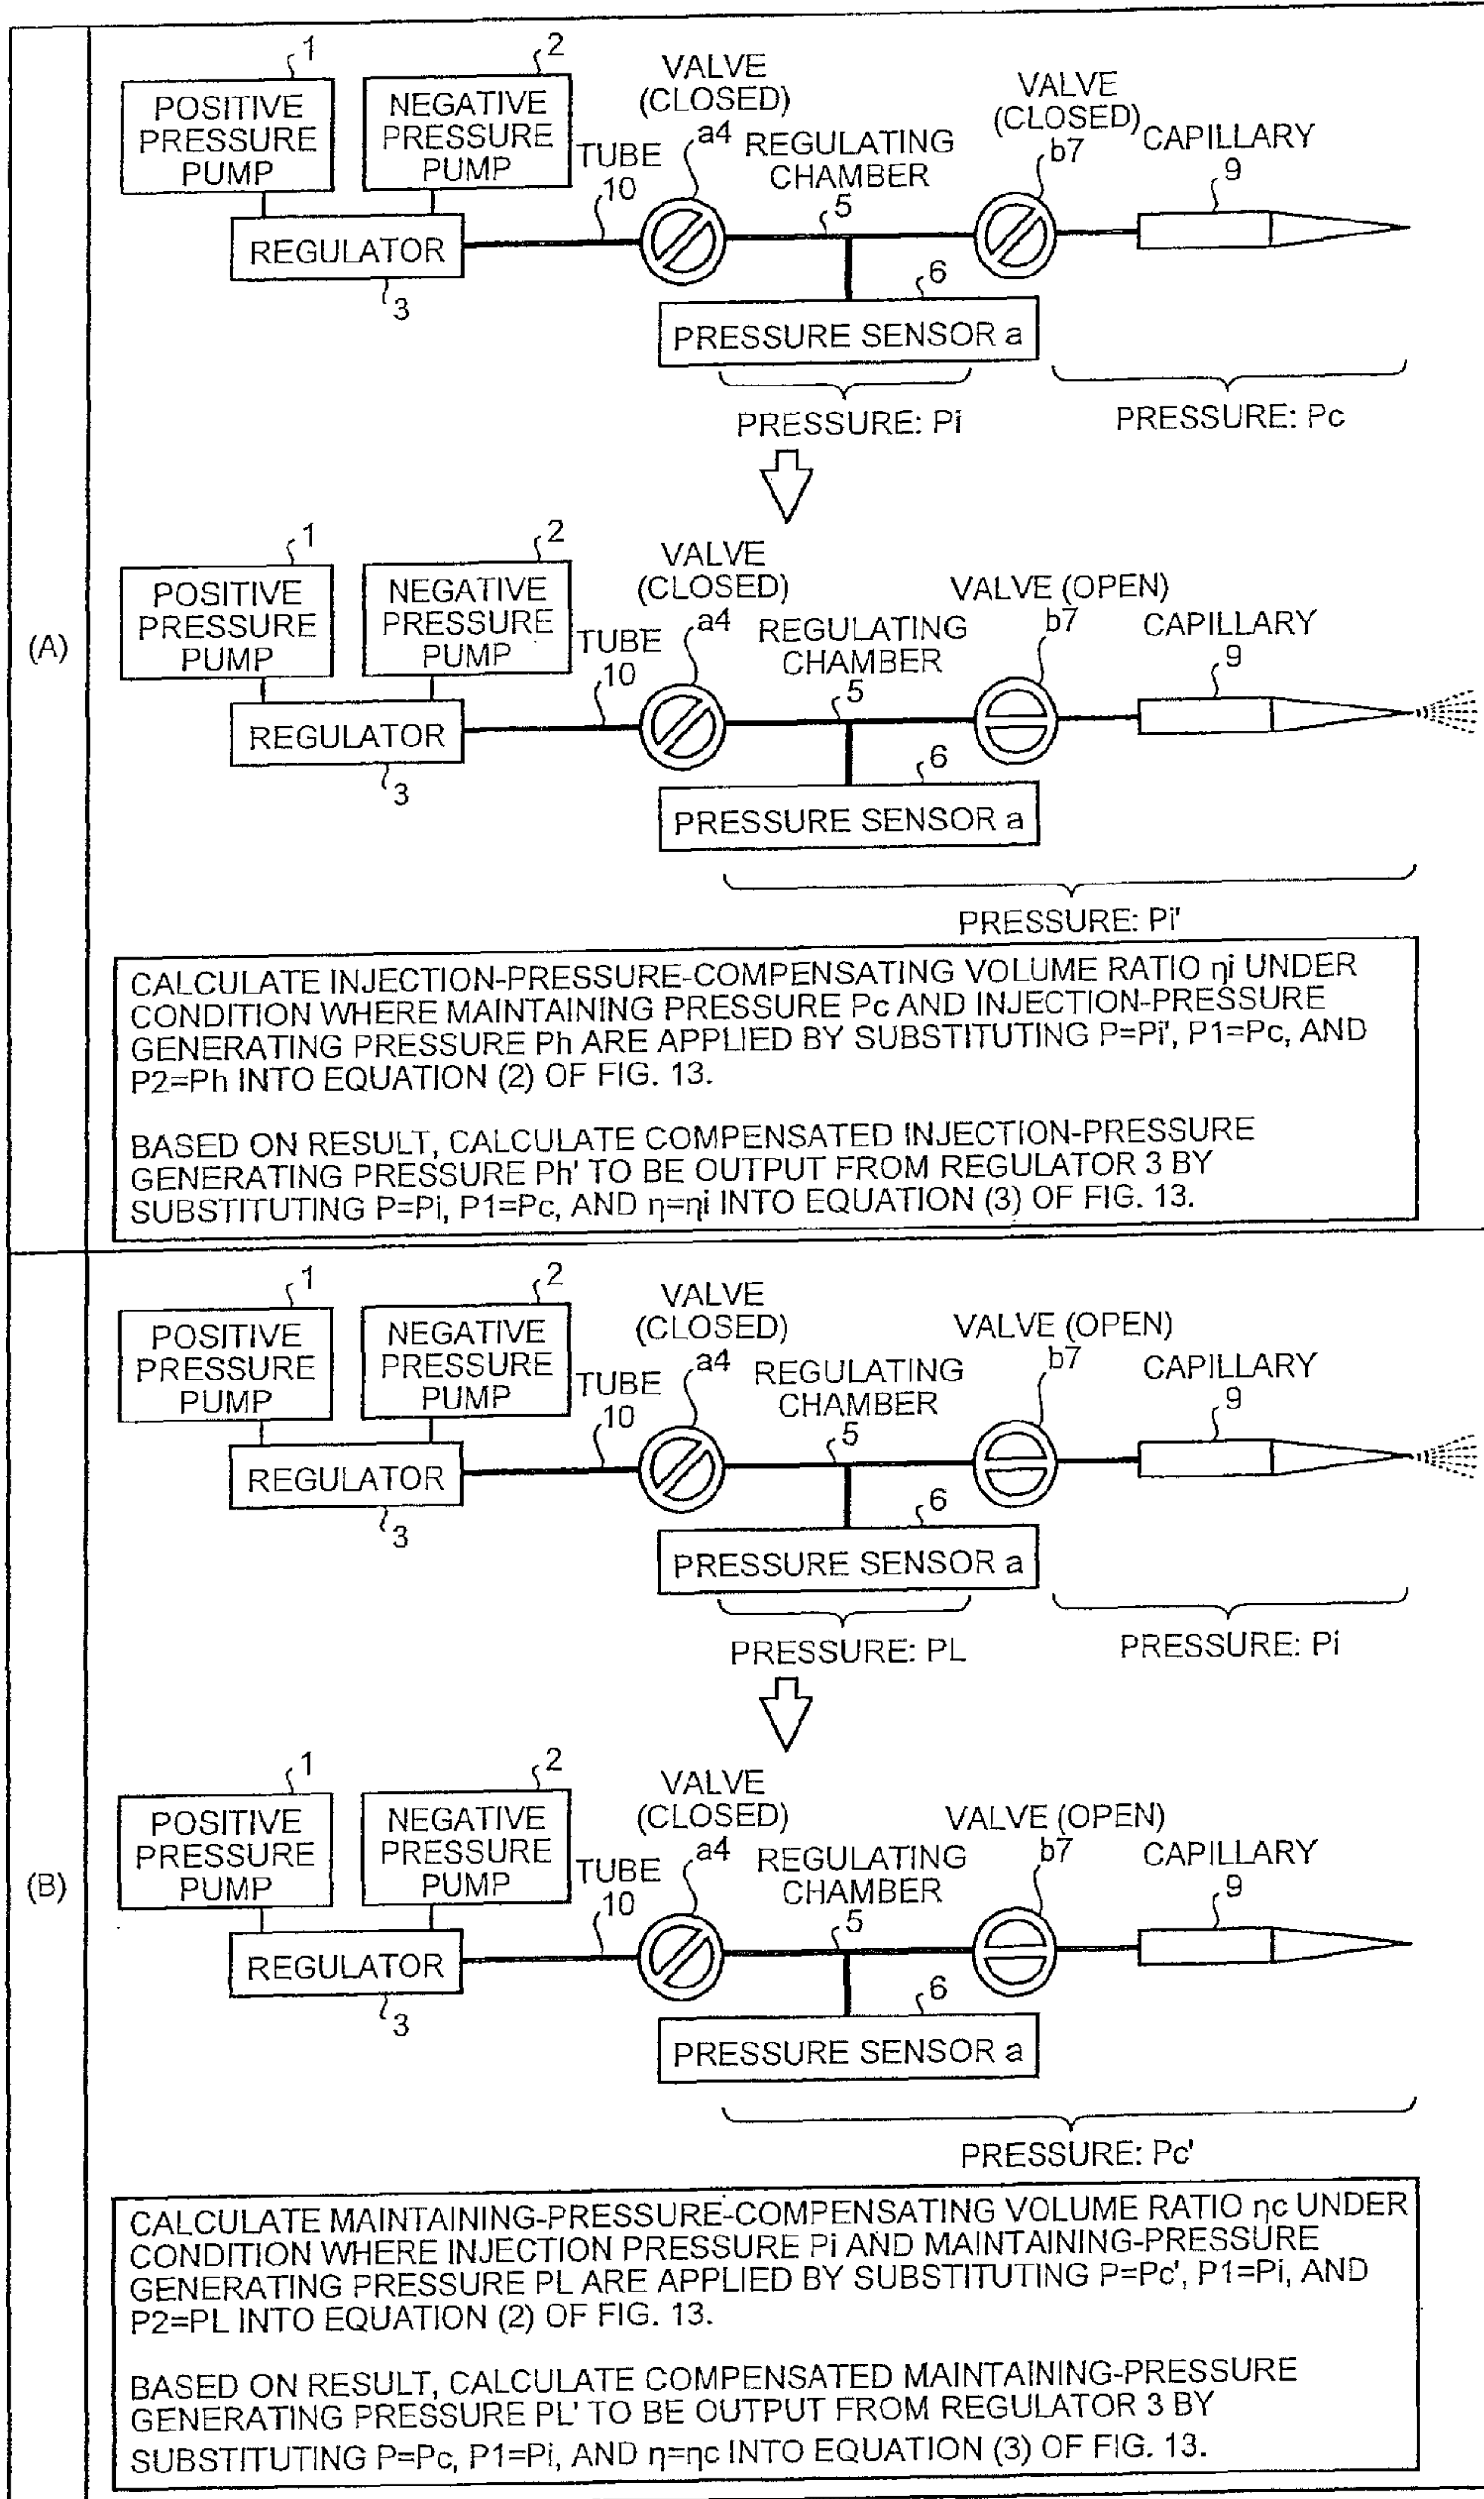 (A)
1
POSITIVE
PRESSURE
PUMP
2
NEGATIVE
PRESSURE
PUMP
REGULATOR
3
TUBE
10
VALVE
(CLOSED)
a4
REGULATING
CHAMBER
5
VALVE
(CLOSED)
b7
CAPILLARY
9
6
PRESSURE SENSOR a
PRESSURE: Pi
PRESSURE: Pc
1
POSITIVE
PRESSURE
PUMP
2
NEGATIVE
PRESSURE
PUMP
REGULATOR
3
TUBE
10
VALVE
(CLOSED)
a4
REGULATING
CHAMBER
5
VALVE (OPEN)
b7
CAPILLARY
9
6
PRESSURE SENSOR a
PRESSURE: Pi'
CALCULATE INJECTION-PRESSURE-COMPENSATING VOLUME RATIO ηi UNDER
CONDITION WHERE MAINTAINING PRESSURE Pc AND INJECTION-PRESSURE
GENERATING PRESSURE Ph ARE APPLIED BY SUBSTITUTING P=Pi', P1=Pc, AND
P2=Ph INTO EQUATION (2) OF FIG. 13.
BASED ON RESULT, CALCULATE COMPENSATED INJECTION-PRESSURE
GENERATING PRESSURE Ph' TO BE OUTPUT FROM REGULATOR 3 BY
SUBSTITUTING P=Pi, P1=Pc, AND η=ηi INTO EQUATION (3) OF FIG. 13.
(B)
1
POSITIVE
PRESSURE
PUMP
2
NEGATIVE
PRESSURE
PUMP
REGULATOR
3
TUBE
10
VALVE
(CLOSED)
a4
REGULATING
CHAMBER
5
VALVE (OPEN)
b7
CAPILLARY
9
6
PRESSURE SENSOR a
PRESSURE: PL
PRESSURE: Pi
1
POSITIVE
PRESSURE
PUMP
2
NEGATIVE
PRESSURE
PUMP
REGULATOR
3
TUBE
10
VALVE
(CLOSED)
a4
REGULATING
CHAMBER
5
VALVE (OPEN)
b7
CAPILLARY
9
6
PRESSURE SENSOR a
PRESSURE: Pc'
CALCULATE MAINTAINING-PRESSURE-COMPENSATING VOLUME RATIO ηc UNDER
CONDITION WHERE INJECTION PRESSURE Pi AND MAINTAINING-PRESSURE
GENERATING PRESSURE PL ARE APPLIED BY SUBSTITUTING P=Pc', P1=Pi, AND
P2=PL INTO EQUATION (2) OF FIG. 13.
BASED ON RESULT, CALCULATE COMPENSATED MAINTAINING-PRESSURE
GENERATING PRESSURE PL' TO BE OUTPUT FROM REGULATOR 3 BY
SUBSTITUTING P=Pc, P1=Pi, AND η=ηc INTO EQUATION (3) OF FIG. 13.